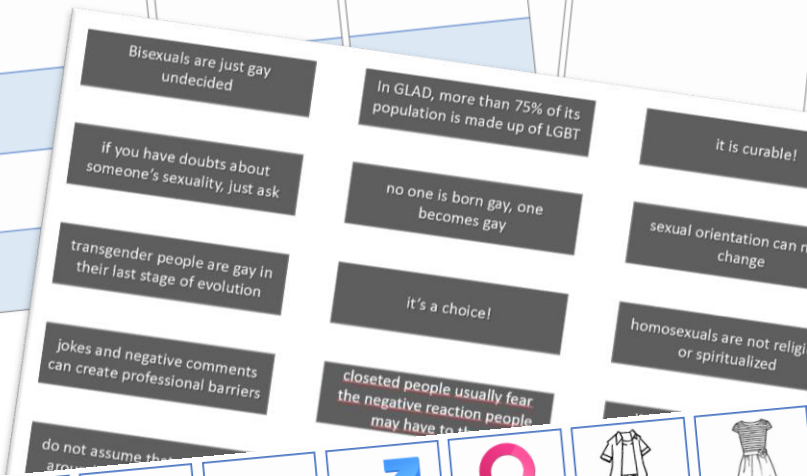 Bisexuals are just gay
undecided
In GLAD, more than 75% of its
population is made up of LGBT
it is curable!
if you have doubts about
someone's sexuality, just ask
no one is born gay, one
becomes gay
sexual orientation can
change
transgender people are gay in
their last stage of evolution
it's a choice!
homosexuals are not
or spiritualized
jokes and negative comments
can create professional barriers
closeted people usually fear
the negative reaction people
may have to
do not assume